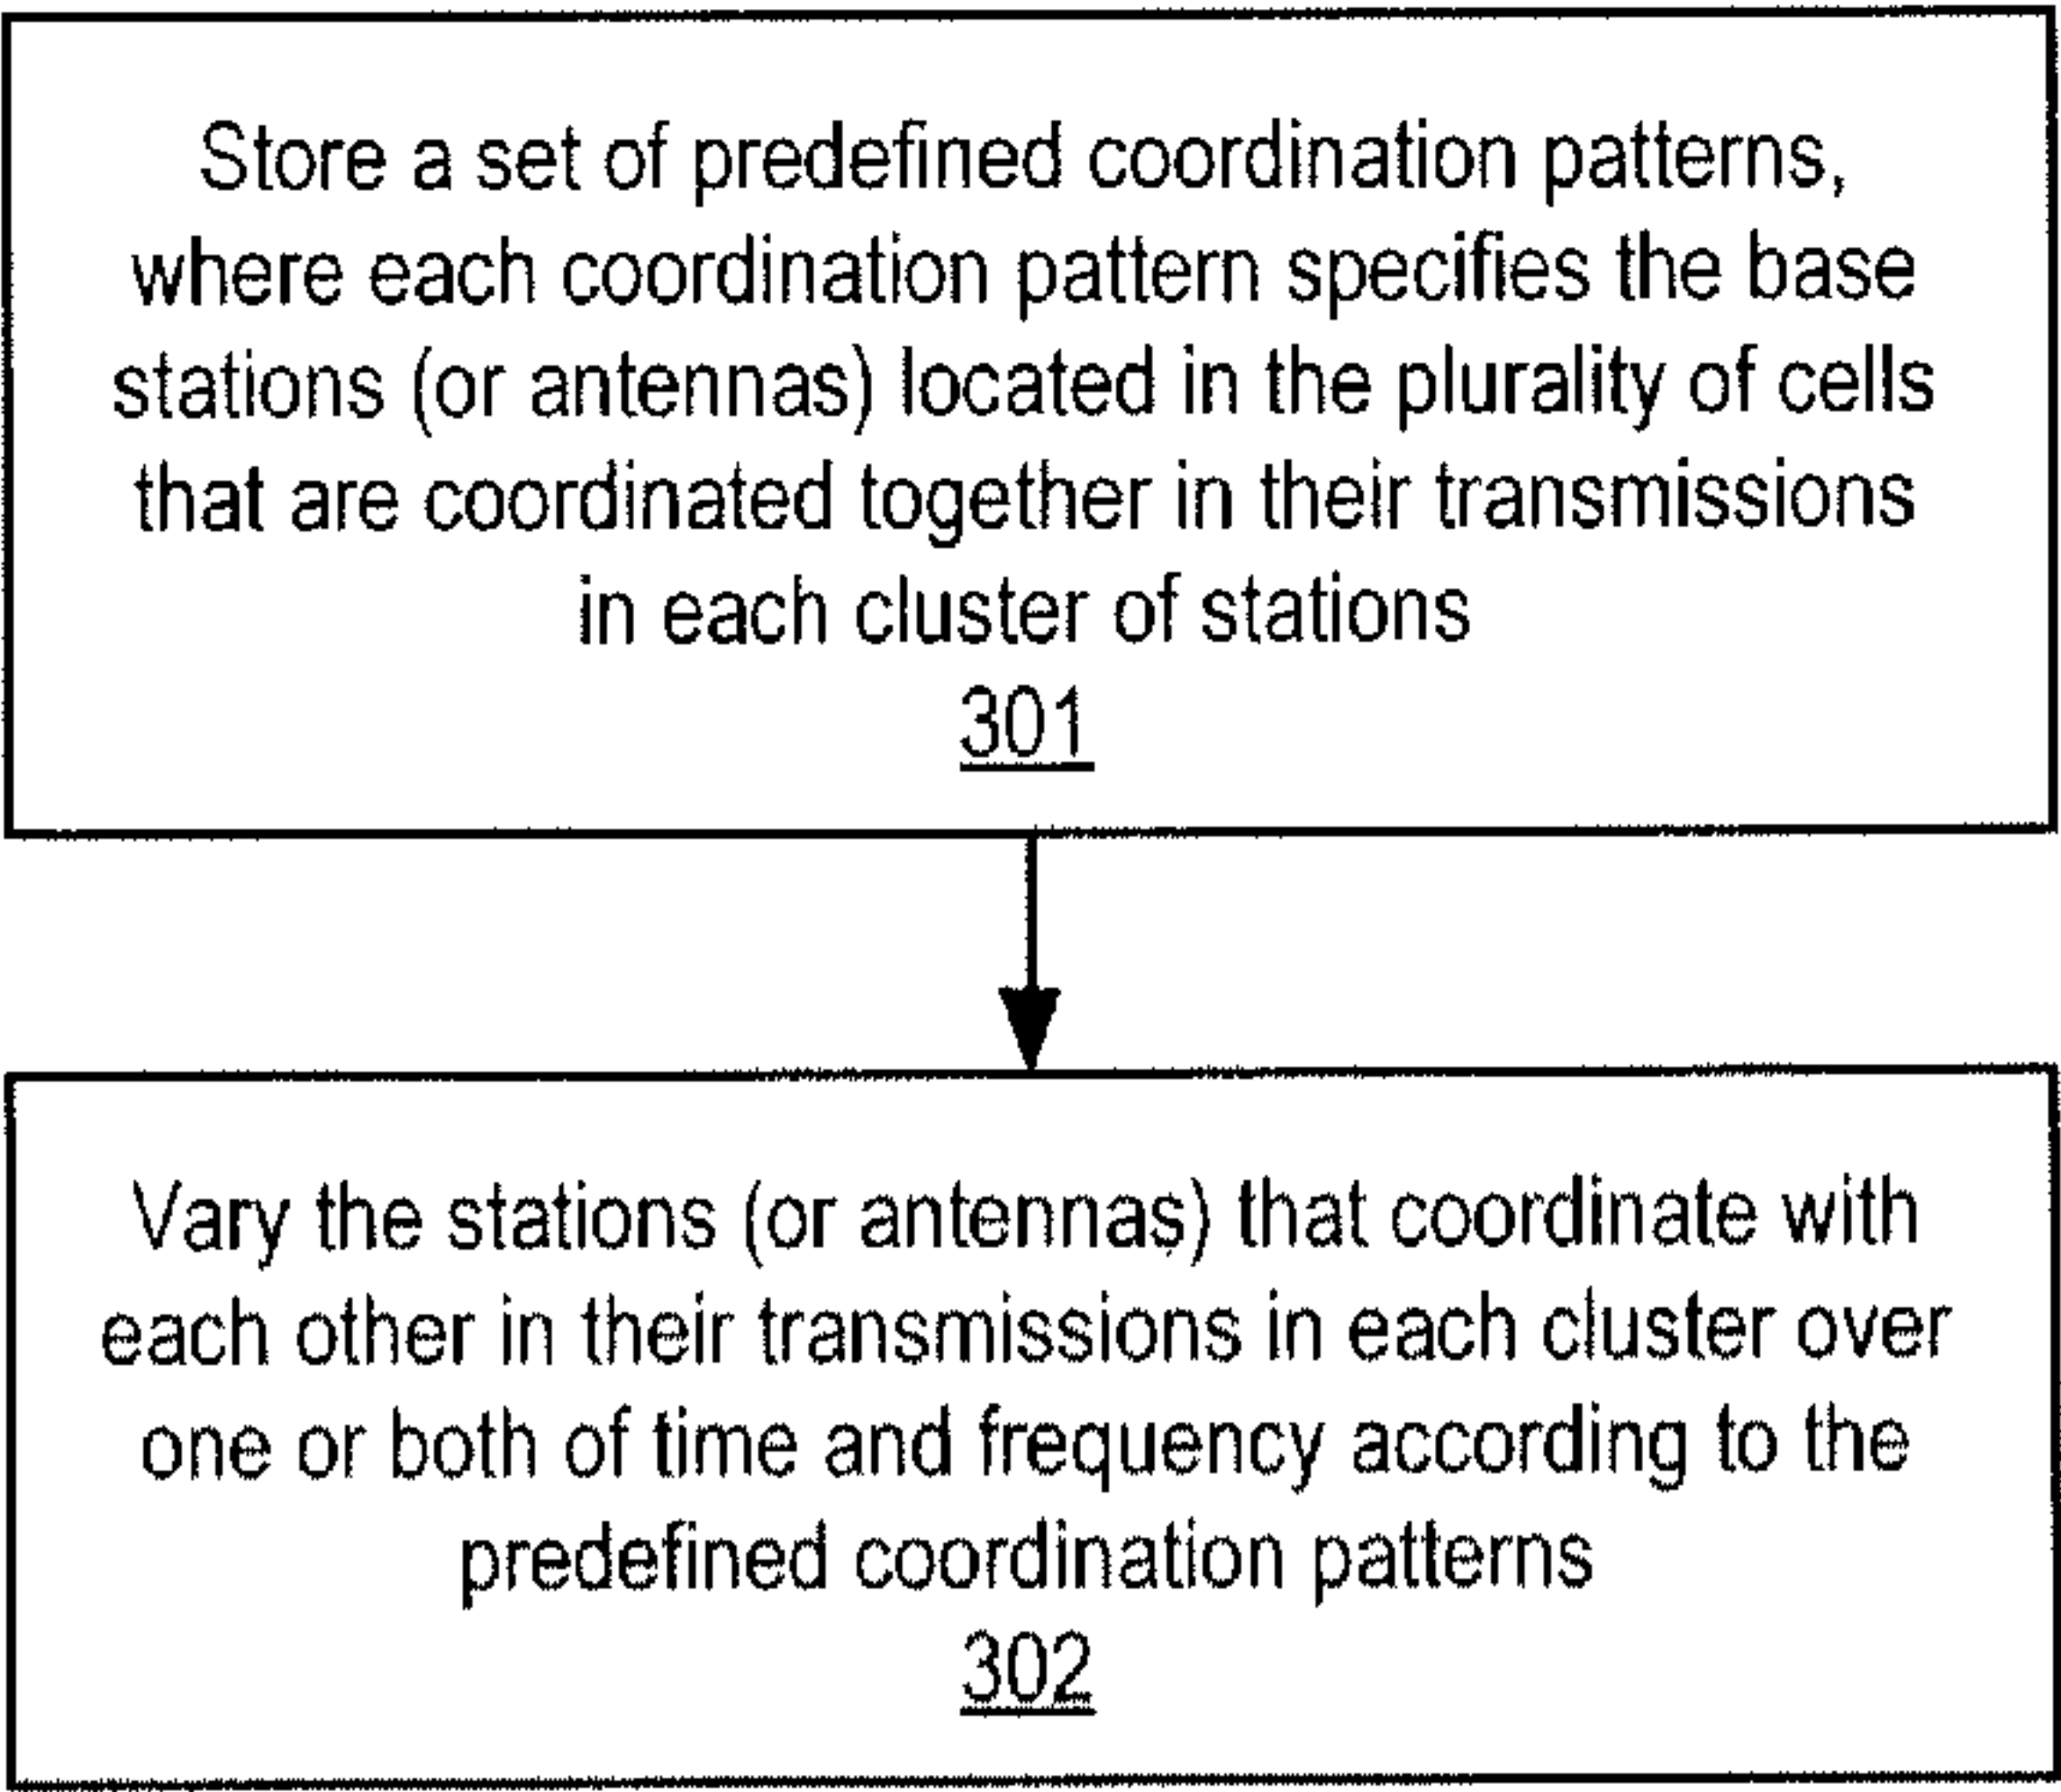 Store a set of predefined coordination patterns,
where each coordination pattern specifies the base
stations (or antennas) located in the plurality of cells
that are coordinated together in their transmissions
in each cluster of stations
301
Vary the stations (or antennas) that coordinate with
each other in their transmissions in each cluster over
one or both of time and frequency according to the
predefined coordination patterns
302